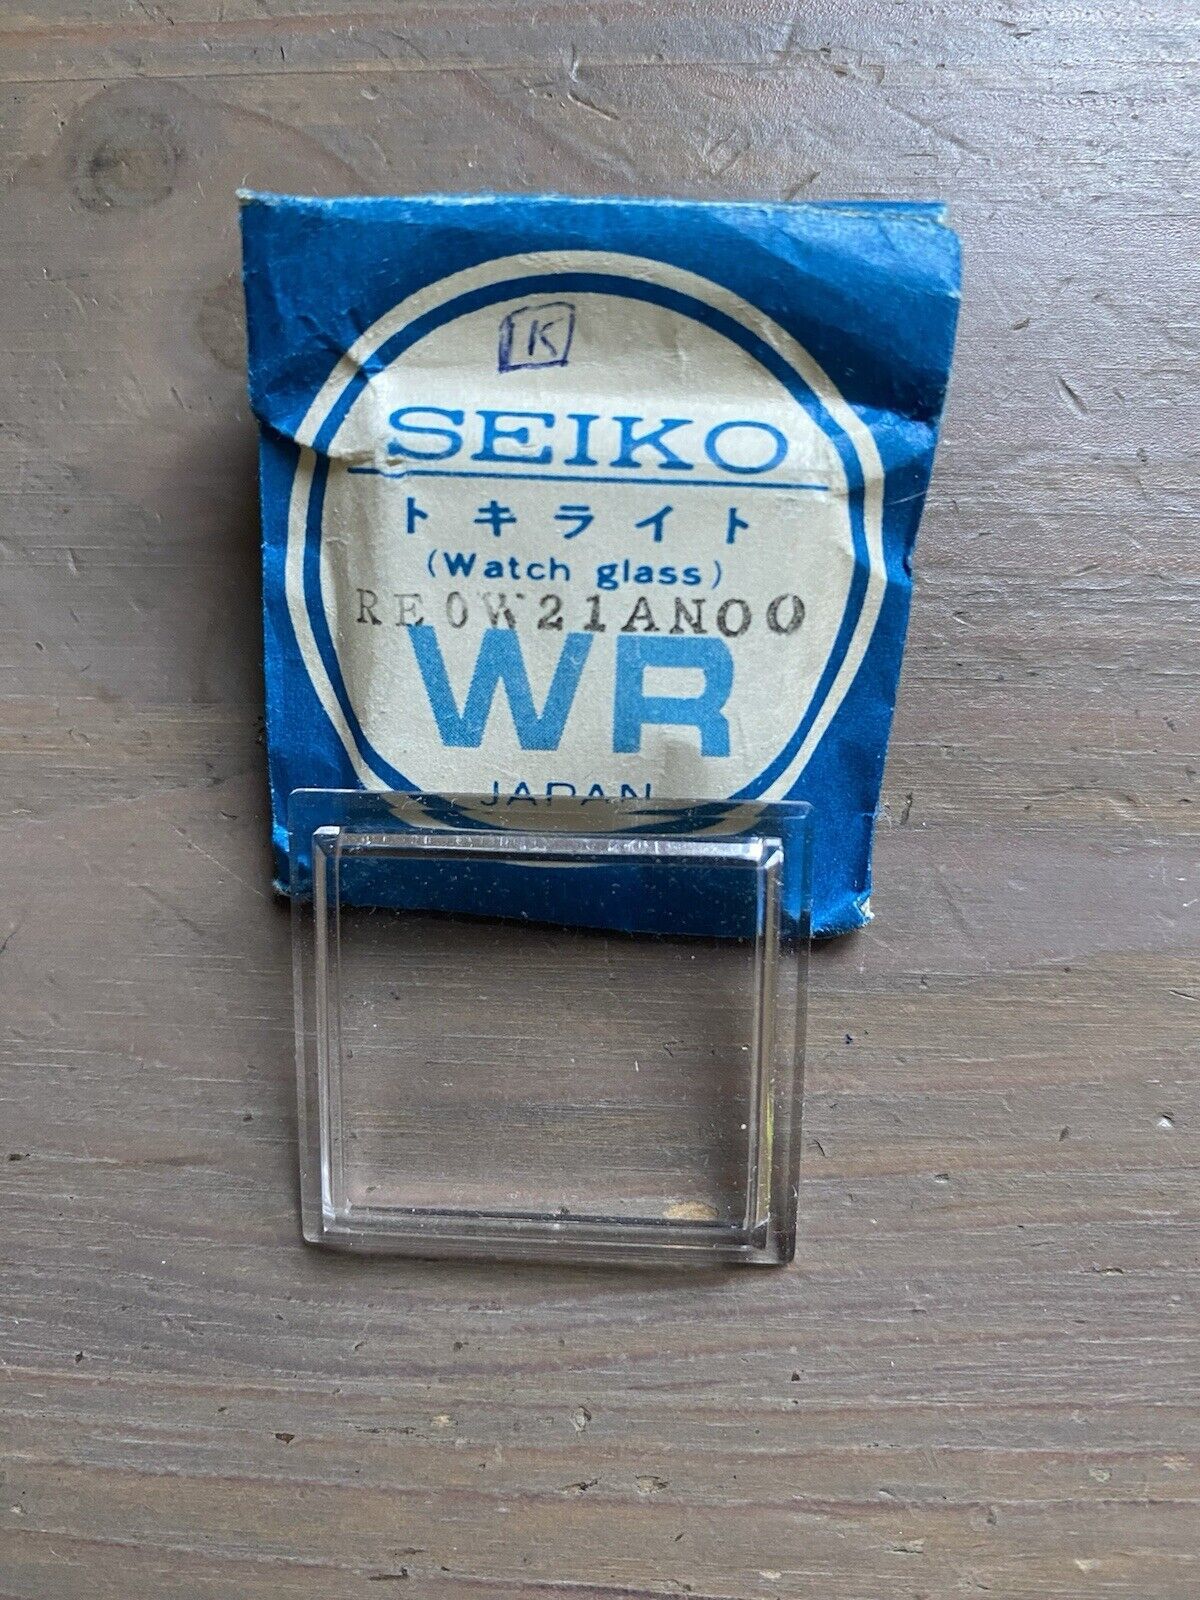 K
SEIKO
トキライト
(Watch glass)
RE0W21AN00
WR
JAPAN